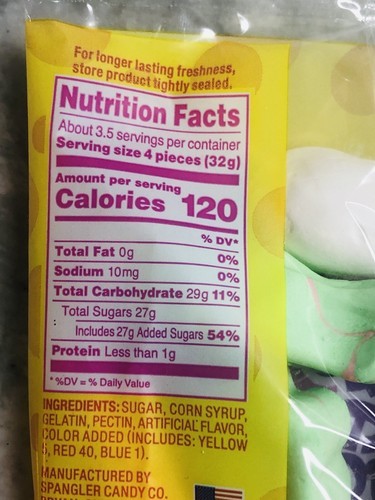 For longer lasting freshness,
store product tightly sealed.
Nutrition Facts
About 3.5 servings per container
Serving size 4 pieces (32g)
Amount per serving
Calories 120
% DV*
Total Fat 0g 0%
Sodium 10mg 0%
Total Carbohydrate 29g 11%
Total Sugars 27g
Includes 27g Added Sugars 54%
Protein Less than 1g
* %DV = % Daily Value
INGREDIENTS: SUGAR, CORN SYRUP,
GELATIN, PECTIN, ARTIFICIAL FLAVOR,
COLOR ADDED (INCLUDES: YELLOW
5, RED 40, BLUE 1).
MANUFACTURED BY
SPANGLER CANDY CO.